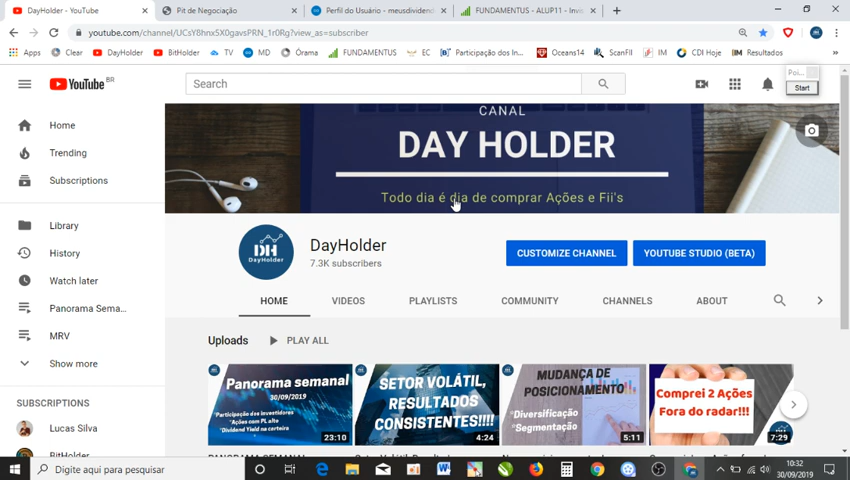 DayHolder - YouTube
Pit de Negociação
Perfil do Usuário - meusdividend
FUNDAMENTUS - ALUP11 - Invi
youtube.com/channel/UCsY8hnxSX0gavsPRN_1r0Rg?view_as=subscriber
Apps
Clear
DayHolder
BitHolder
TV
MD
Órama
FUNDAMENTUS
EC
Participação dos In...
Oceans14
ScanFII
IM
CDI Hoje
Resultados
YouTube BR
Search
Poi...
Start
Home
Trending
Subscriptions
Library
History
Watch later
Panorama Sema...
MRV
Show more
SUBSCRIPTIONS
Lucas Silva
BitHolder
CANAL
DAY HOLDER
Todo dia é dia de comprar Ações e Fii's
DH
DayHolder
DayHolder
7.3K subscribers
CUSTOMIZE CHANNEL
YOUTUBE STUDIO (BETA)
HOME
VIDEOS
PLAYLISTS
COMMUNITY
CHANNELS
ABOUT
Uploads
PLAY ALL
Panorama semanal
30/09/2019
*Participação dos investidores
*Ações com PL alto
*Dividend Yield na carteira
23:10
SETOR VOLÁTIL,
RESULTADOS
CONSISTENTES!!!!
4:24
MUDANÇA DE
POSICIONAMENTO
*Diversificação
*Segmentação
5:11
Comprei 2 Ações
Fora do radar!!!
7:29
Digite aqui para pesquisar
10:32
30/09/2019